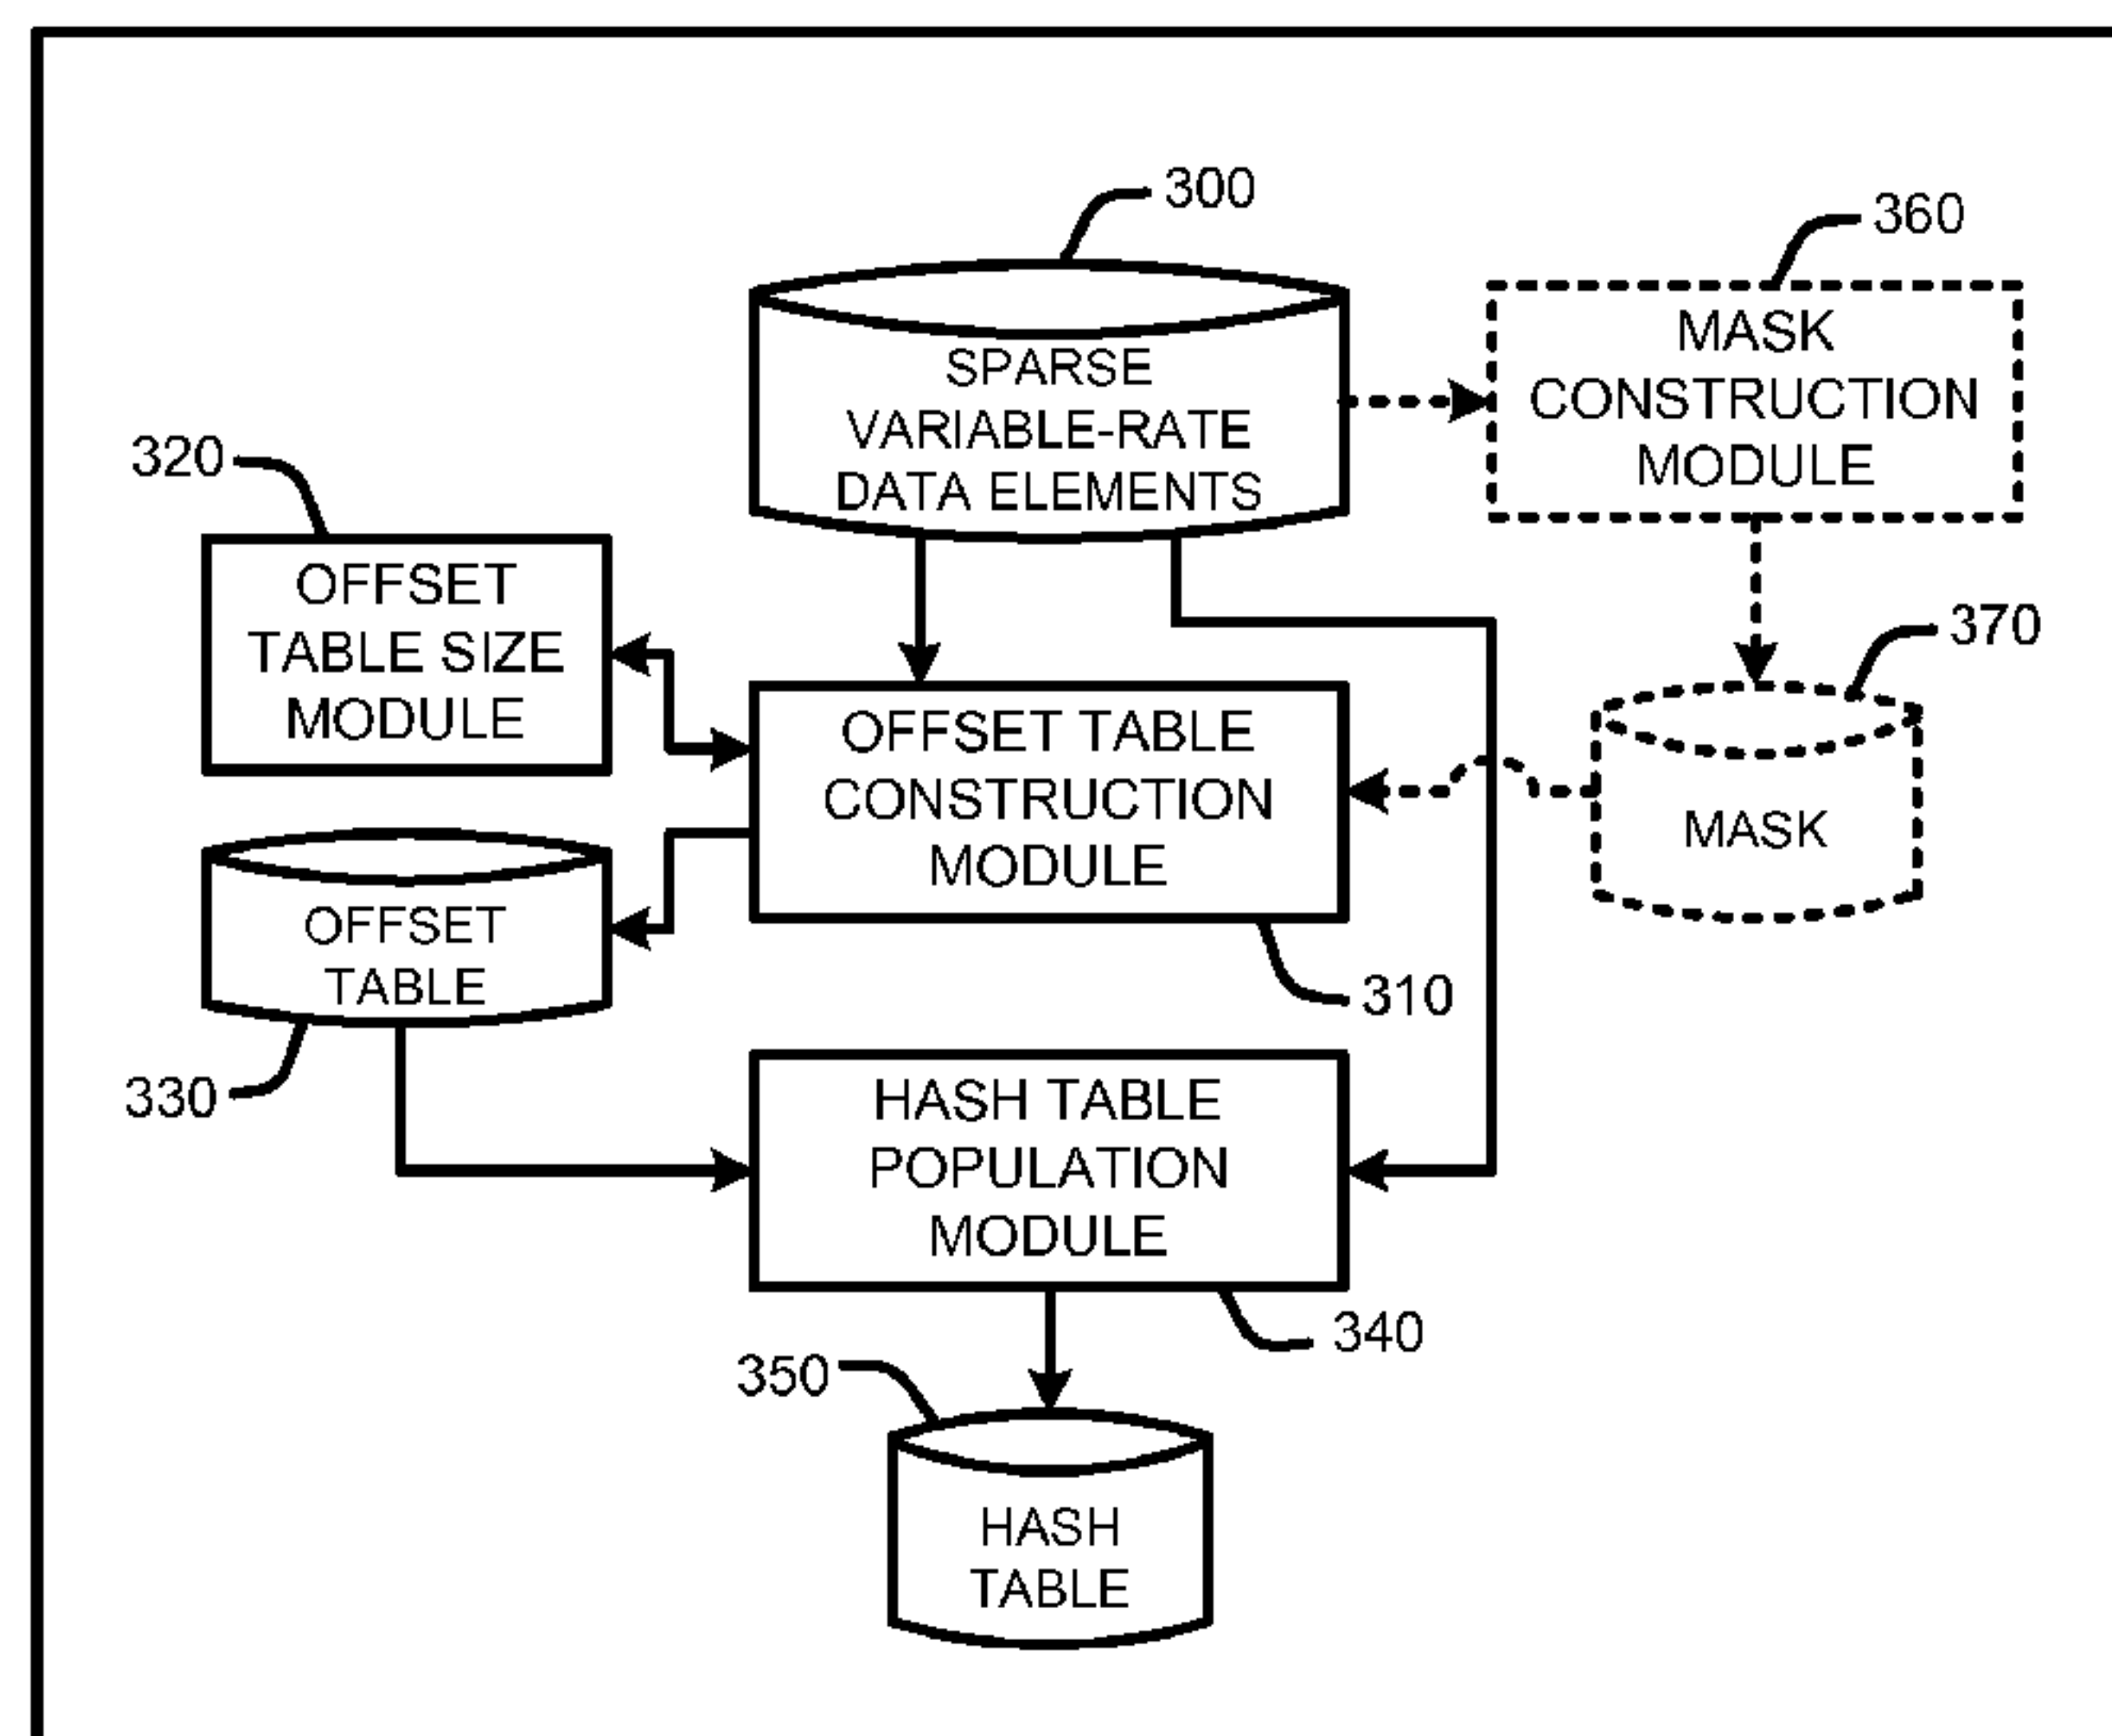 300
360
SPARSE
VARIABLE-RATE
DATA ELEMENTS
MASK
CONSTRUCTION
MODULE
320
OFFSET
TABLE SIZE
MODULE
370
OFFSET TABLE
CONSTRUCTION
MODULE
MASK
OFFSET
TABLE
310
330
HASH TABLE
POPULATION
MODULE
340
350
HASH
TABLE